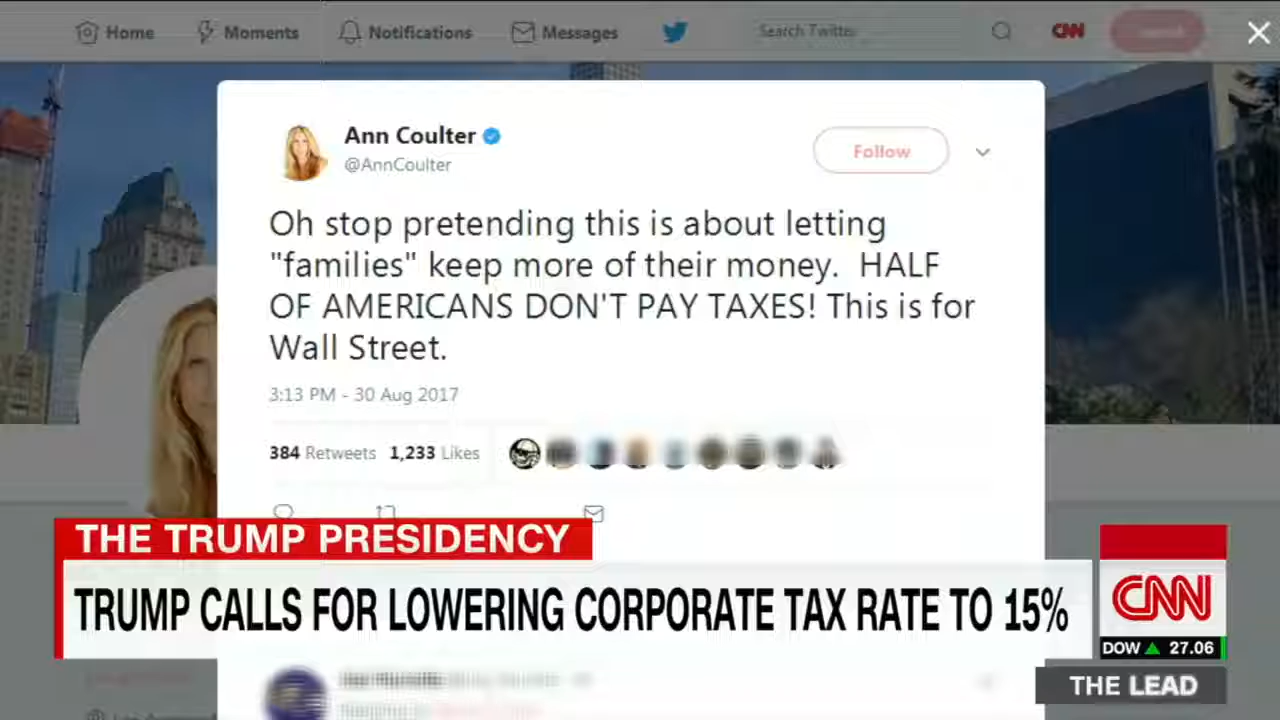 Home Moments Notifications Messages Search Twitter CNN
Ann Coulter
@AnnCoulter
Follow
Oh stop pretending this is about letting
"families" keep more of their money. HALF
OF AMERICANS DON'T PAY TAXES! This is for
Wall Street.
3:13 PM - 30 Aug 2017
384 Retweets 1,233 Likes
THE TRUMP PRESIDENCY
TRUMP CALLS FOR LOWERING CORPORATE TAX RATE TO 15%
CNN
DOW ▲ 27.06
THE LEAD